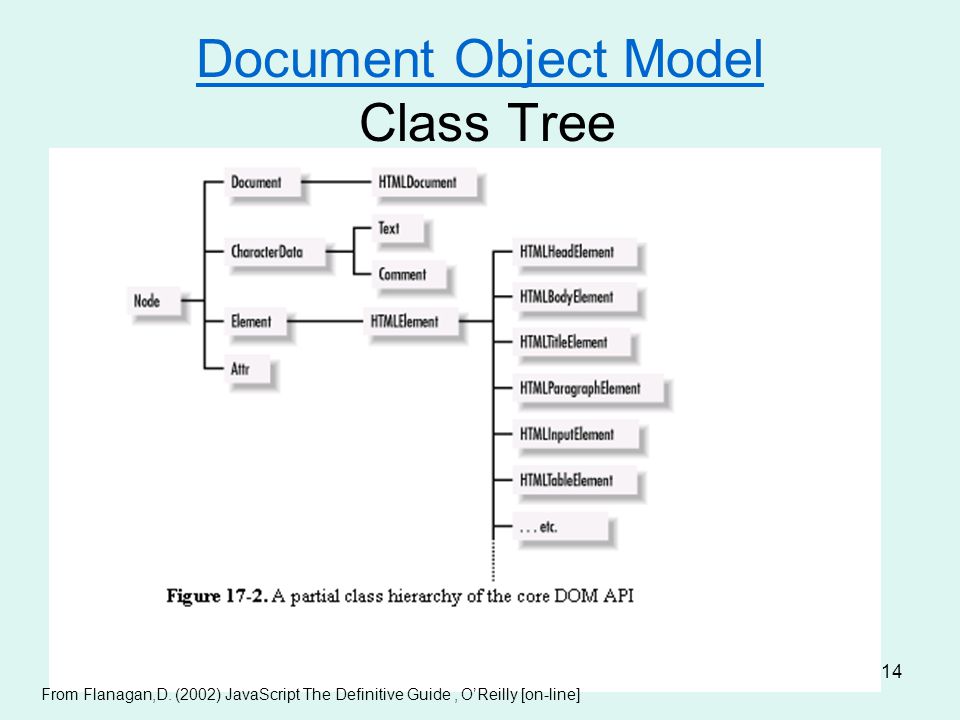 Document Object Model
Class Tree
Document
HTMLDocument
Text
CharacterData
Comment
Node
Element
HTMLElement
Attr
HTMLHeadElement
HTMLBodyElement
HTMLTitleElement
HTMLParagraphElement
HTMLInputElement
HTMLTableElement
. . . etc.
Figure 17-2. A partial class hierarchy of the core DOM API
14
From Flanagan,D. (2002) JavaScript The Definitive Guide , O’Reilly [on-line]